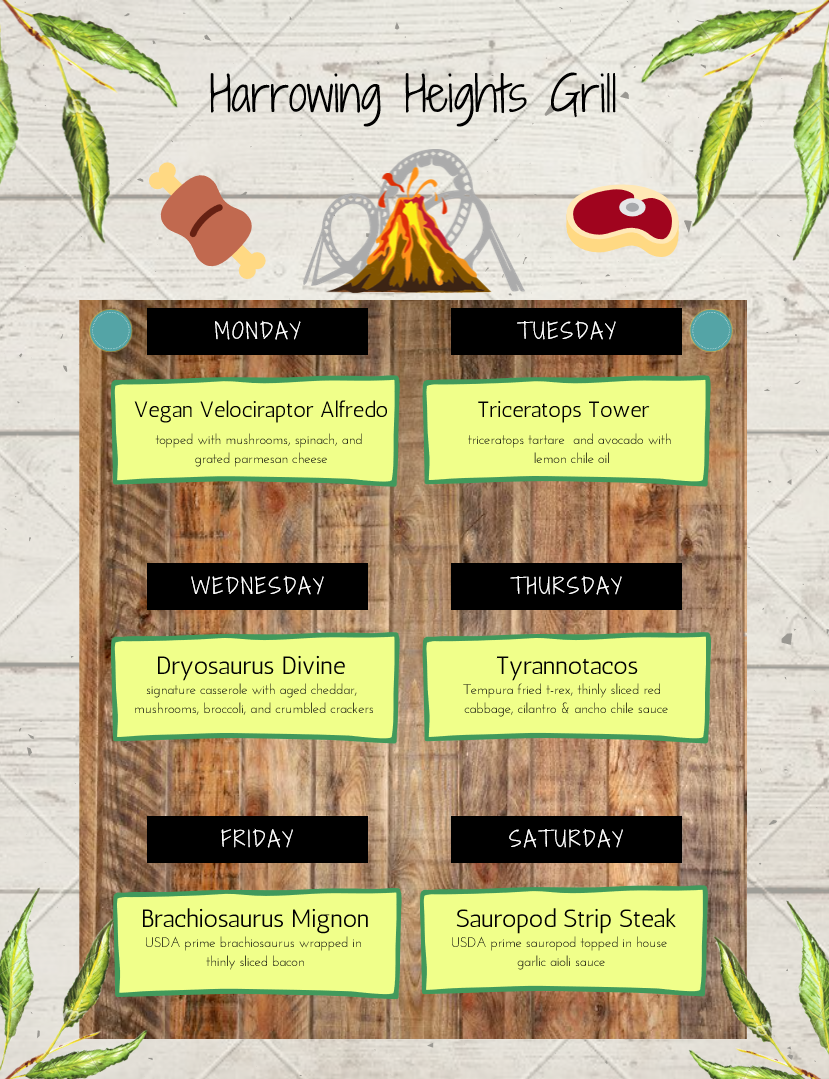 Harrowing Heights Grill
MONDAY
Vegan Velociraptor Alfredo
topped with mushrooms, spinach, and
grated parmesan cheese
TUESDAY
Triceratops Tower
triceratops tartare and avocado with
lemon chile oil
WEDNESDAY
Dryosaurus Divine
signature casserole with aged cheddar,
mushrooms, broccoli, and crumbled crackers
THURSDAY
Tyrannotacos
Tempura fried t-rex, thinly sliced red
cabbage, cilantro & ancho chile sauce
FRIDAY
Brachiosaurus Mignon
USDA prime brachiosaurus wrapped in
thinly sliced bacon
SATURDAY
Sauropod Strip Steak
USDA prime sauropod topped in house
garlic aioli sauce